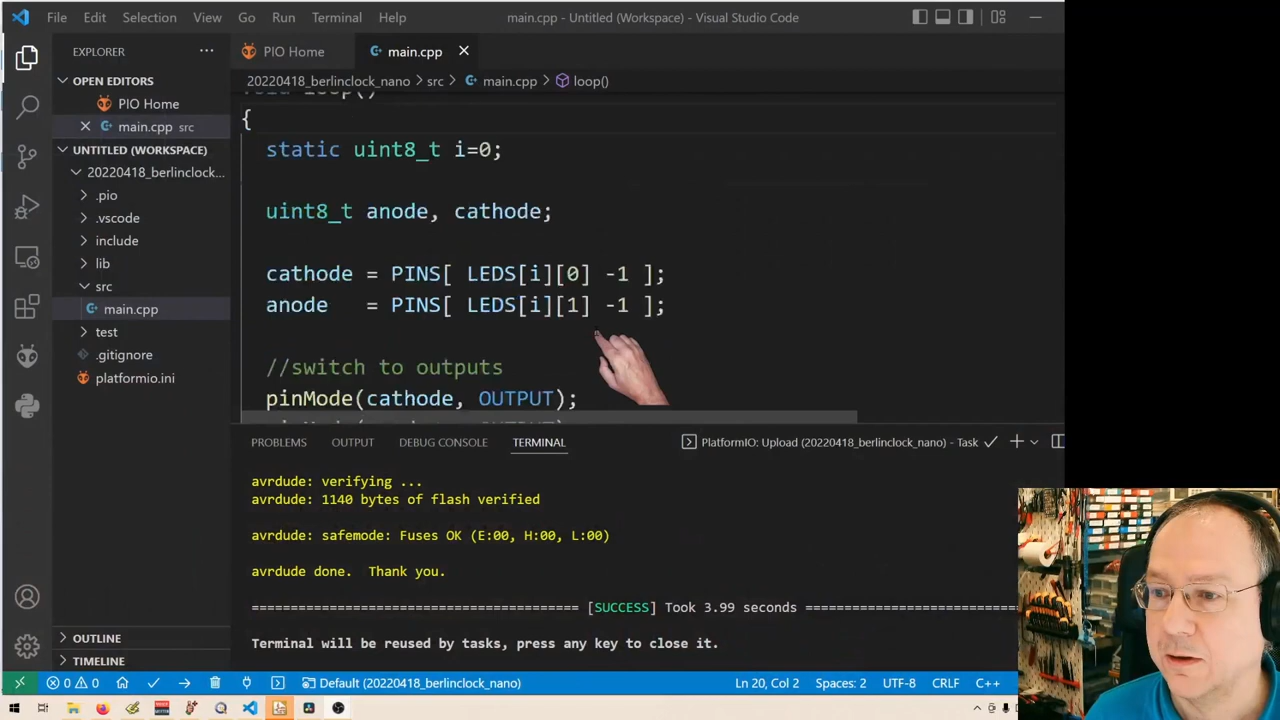 File Edit Selection View Go Run Terminal Help main.cpp - Untitled (Workspace) - Visual Studio Code
EXPLORER
PIO Home main.cpp
OPEN EDITORS
20220418_berlinclock_nano > src > main.cpp > loop()
PIO Home
main.cpp src
UNTITLED (WORKSPACE)
20220418_berlinclock...
.pio
.vscode
include
lib
src
main.cpp
test
.gitignore
platformio.ini
OUTLINE
TIMELINE
void loop()
{
static uint8_t i=0;
uint8_t anode, cathode;
cathode = PINS[ LEDS[i][0] -1 ];
anode = PINS[ LEDS[i][1] -1 ];
//switch to outputs
pinMode(cathode, OUTPUT);
PROBLEMS OUTPUT DEBUG CONSOLE TERMINAL PlatformIO: Upload (20220418_berlinclock_nano) - Task
avrdude: verifying ...
avrdude: 1140 bytes of flash verified
avrdude: safemode: Fuses OK (E:00, H:00, L:00)
avrdude done. Thank you.
========================================= [SUCCESS] Took 3.99 seconds =================
Terminal will be reused by tasks, press any key to close it.
0 0 Default (20220418_berlinclock_nano) Ln 20, Col 2 Spaces: 2 UTF-8 CRLF C++